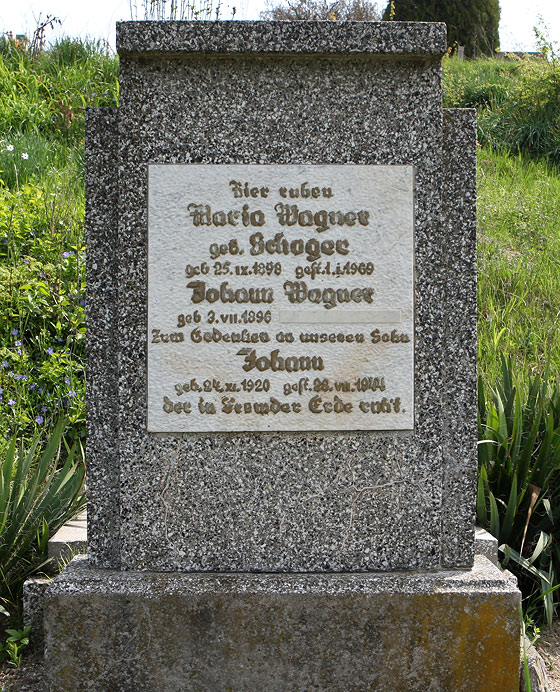 Hier ruhen
Maria Wagner
geb. Schager
geb 25.IX.1898 gest. 1.I.1969
Johann Wagner
geb 3.VII.1896
Zum Gedenken an unseren Sohn
Johann
geb. 24.XI.1920 gest. 28.VII.1944
der in fremder Erde ruht.